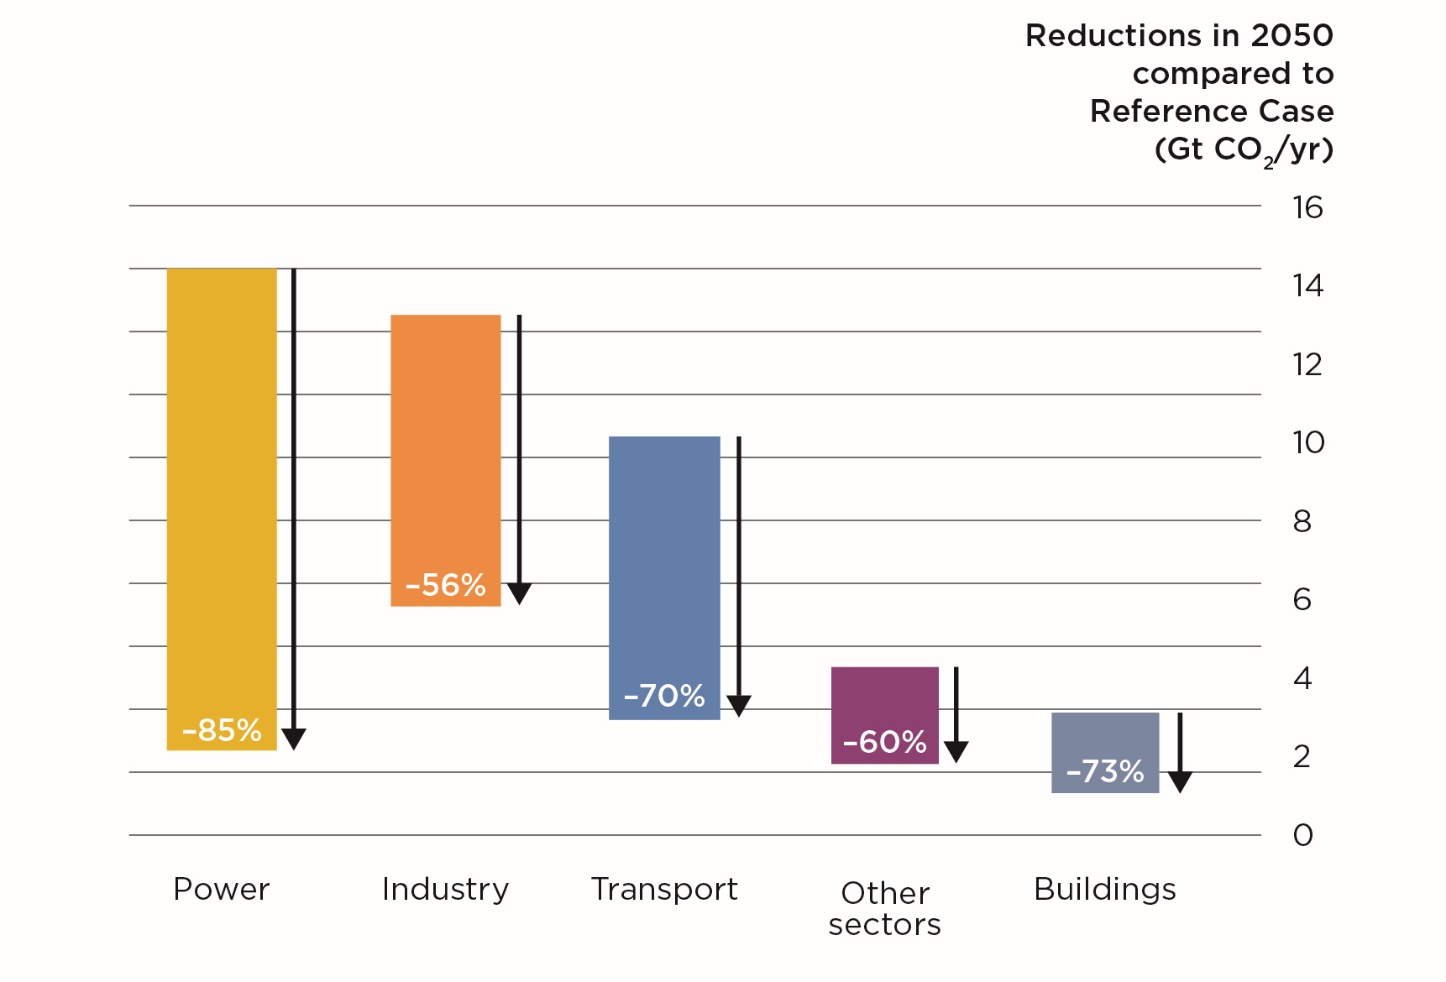 Reductions in 2050
compared to
Reference Case
(Gt CO₂/yr)
16
14
12
10
8
6
4
2
0
–85%
–56%
–70%
–60%
–73%
Power
Industry
Transport
Other
sectors
Buildings